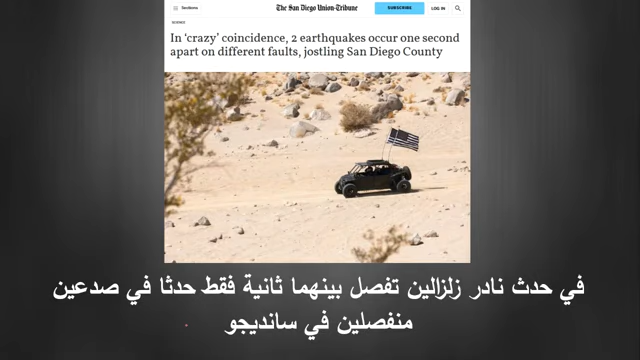 Sections
The San Diego Union-Tribune
SUBSCRIBE
LOG IN
SCIENCE
In ‘crazy’ coincidence, 2 earthquakes occur one second
apart on different faults, jostling San Diego County
في حدث نادر زلزالين تفصل بينهما ثانية فقط حدثا في صدعين
منفصلين في سانديجو